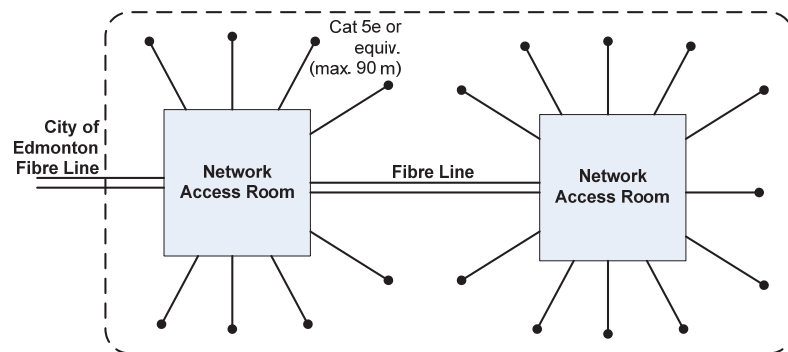 Cat 5e or
equiv.
(max. 90 m)
City of
Edmonton
Fibre Line
Network
Access Room
Fibre Line
Network
Access Room